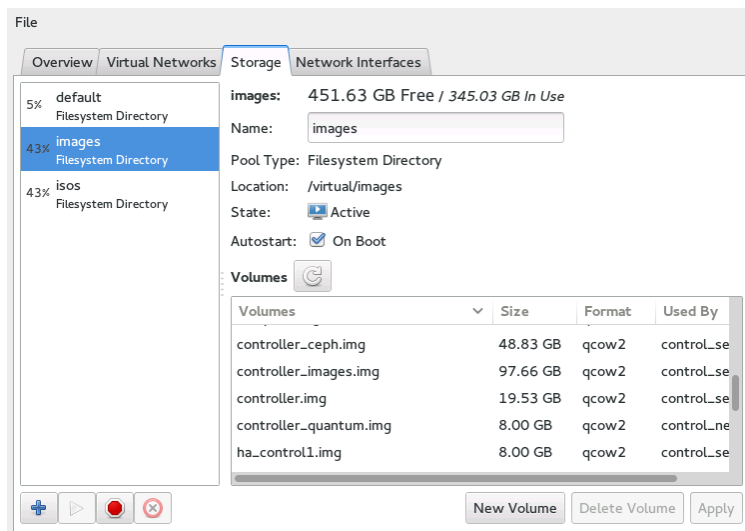 File
Overview Virtual Networks Storage Network Interfaces
5% default
Filesystem Directory
43% images
Filesystem Directory
43% isos
Filesystem Directory
images: 451.63 GB Free / 345.03 GB In Use
Name: images
Pool Type: Filesystem Directory
Location: /virtual/images
State: Active
Autostart: On Boot
Volumes
Volumes Size Format Used By
controller_ceph.img 48.83 GB qcow2 control_se
controller_images.img 97.66 GB qcow2 control_se
controller.img 19.53 GB qcow2 control_se
controller_quantum.img 8.00 GB qcow2 control_ne
ha_control1.img 8.00 GB qcow2 control_se
New Volume Delete Volume Apply